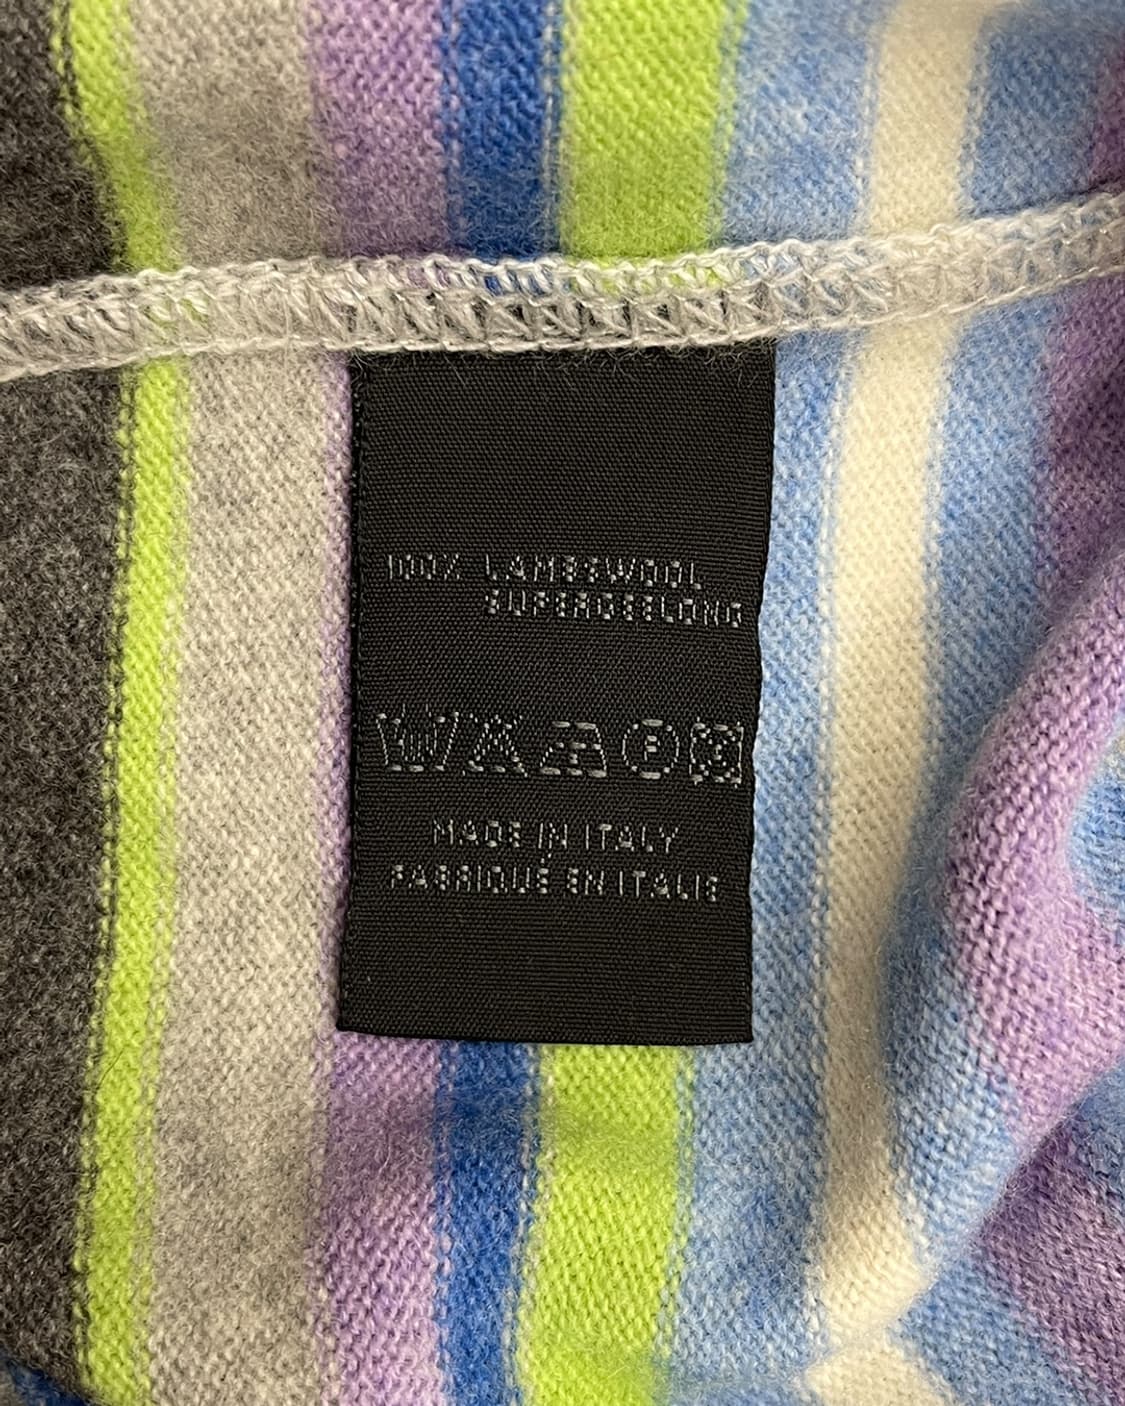 100% LAMBSWOOL
SUPERGEELONG
MADE IN ITALY
FABRIQUÉ EN ITALIE